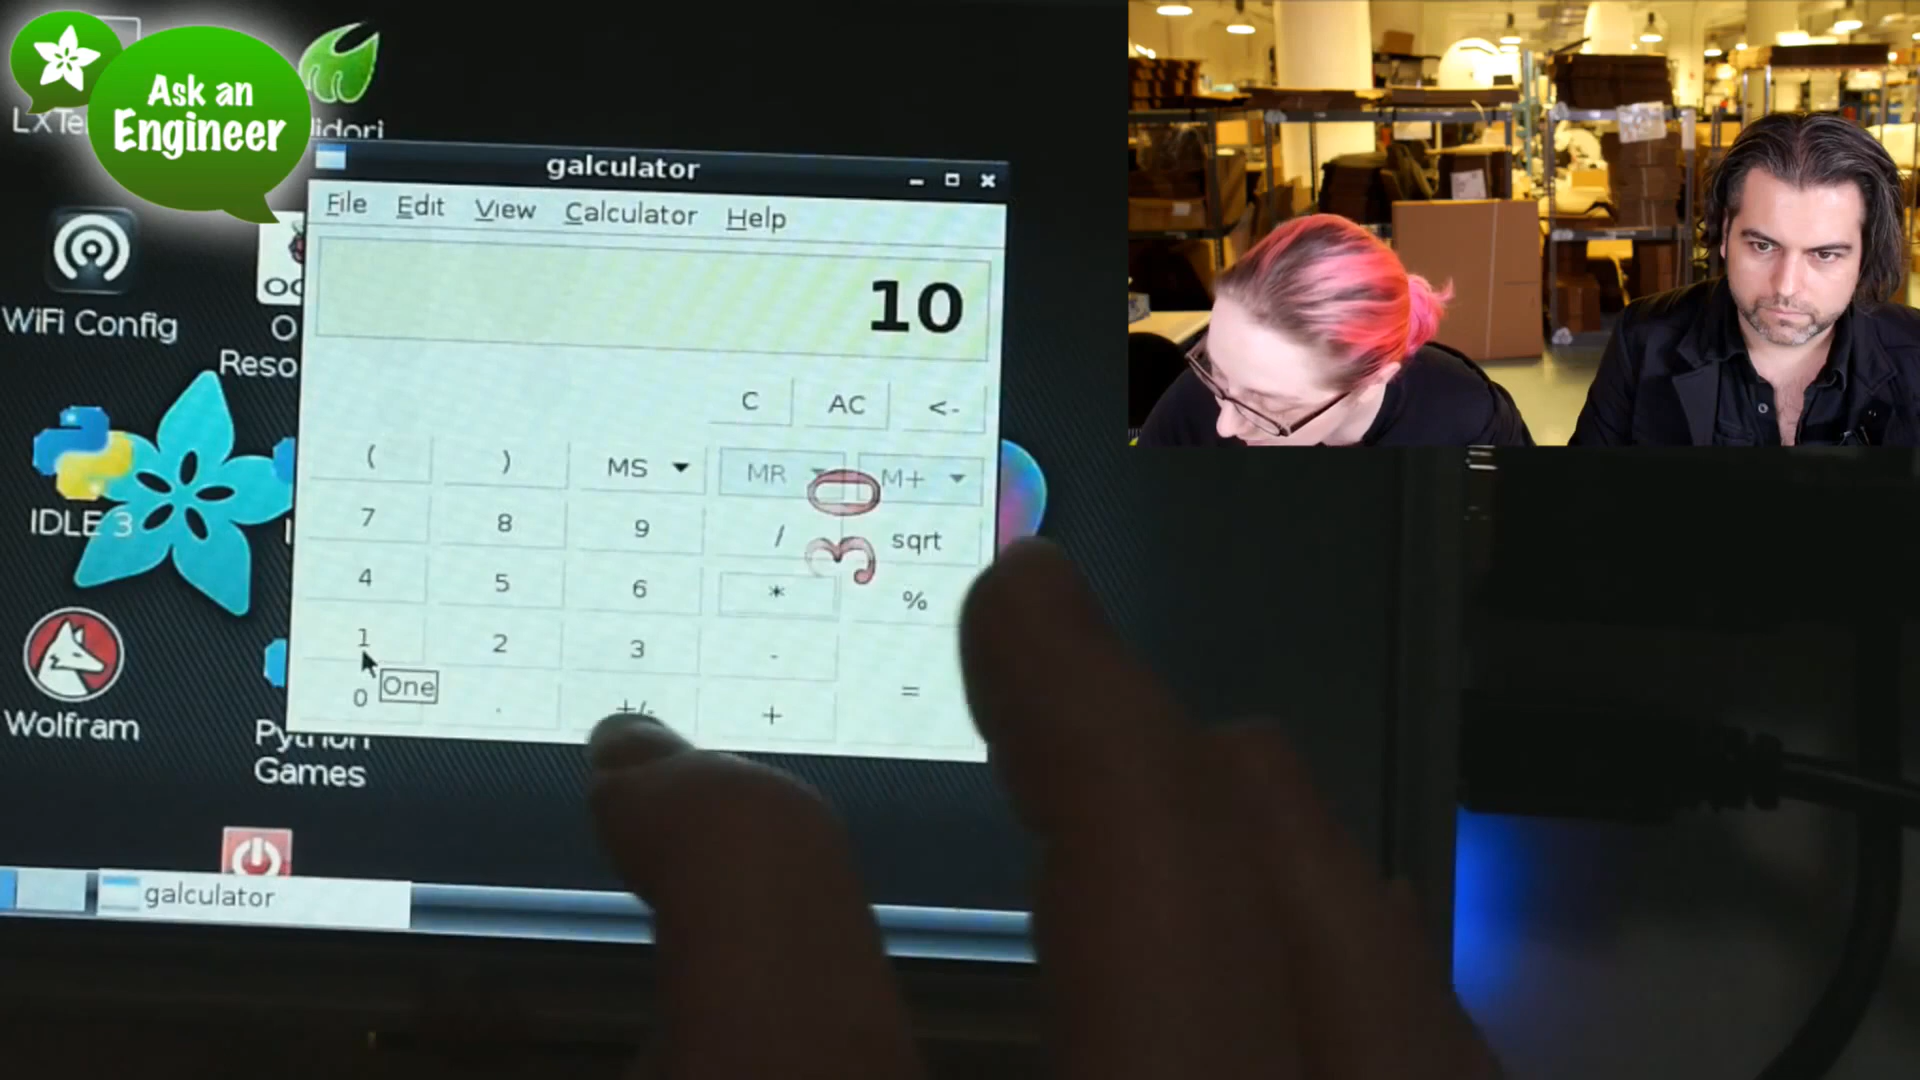 Ask an
Engineer
LXTe
idori
galculator
File Edit View Calculator Help
10
C AC <-
( ) MS MR M+
7 8 9 / sqrt
4 5 6 * %
1 2 3 -
One
0 . +/- + =
WiFi Config
O
Reso
IDLE 3
Wolfram
Python
Games
galculator